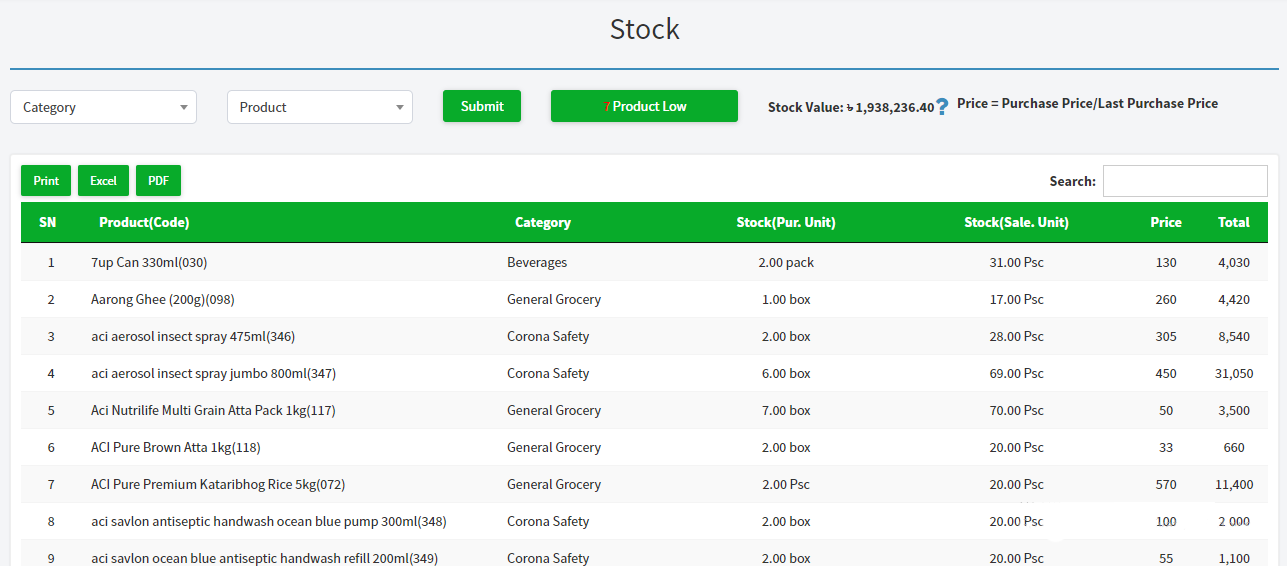 Stock
Category Product Submit 7 Product Low Stock Value: ৳ 1,938,236.40 ? Price = Purchase Price/Last Purchase Price
Print Excel PDF Search:
SN Product(Code) Category Stock(Pur. Unit) Stock(Sale. Unit) Price Total
1 7up Can 330ml(030) Beverages 2.00 pack 31.00 Psc 130 4,030
2 Aarong Ghee (200g)(098) General Grocery 1.00 box 17.00 Psc 260 4,420
3 aci aerosol insect spray 475ml(346) Corona Safety 2.00 box 28.00 Psc 305 8,540
4 aci aerosol insect spray jumbo 800ml(347) Corona Safety 6.00 box 69.00 Psc 450 31,050
5 Aci Nutrilife Multi Grain Atta Pack 1kg(117) General Grocery 7.00 box 70.00 Psc 50 3,500
6 ACI Pure Brown Atta 1kg(118) General Grocery 2.00 box 20.00 Psc 33 660
7 ACI Pure Premium Kataribhog Rice 5kg(072) General Grocery 2.00 Psc 20.00 Psc 570 11,400
8 aci savlon antiseptic handwash ocean blue pump 300ml(348) Corona Safety 2.00 box 20.00 Psc 100 2 000
9 aci savlon ocean blue antiseptic handwash refill 200ml(349) Corona Safety 2.00 box 20.00 Psc 55 1,100